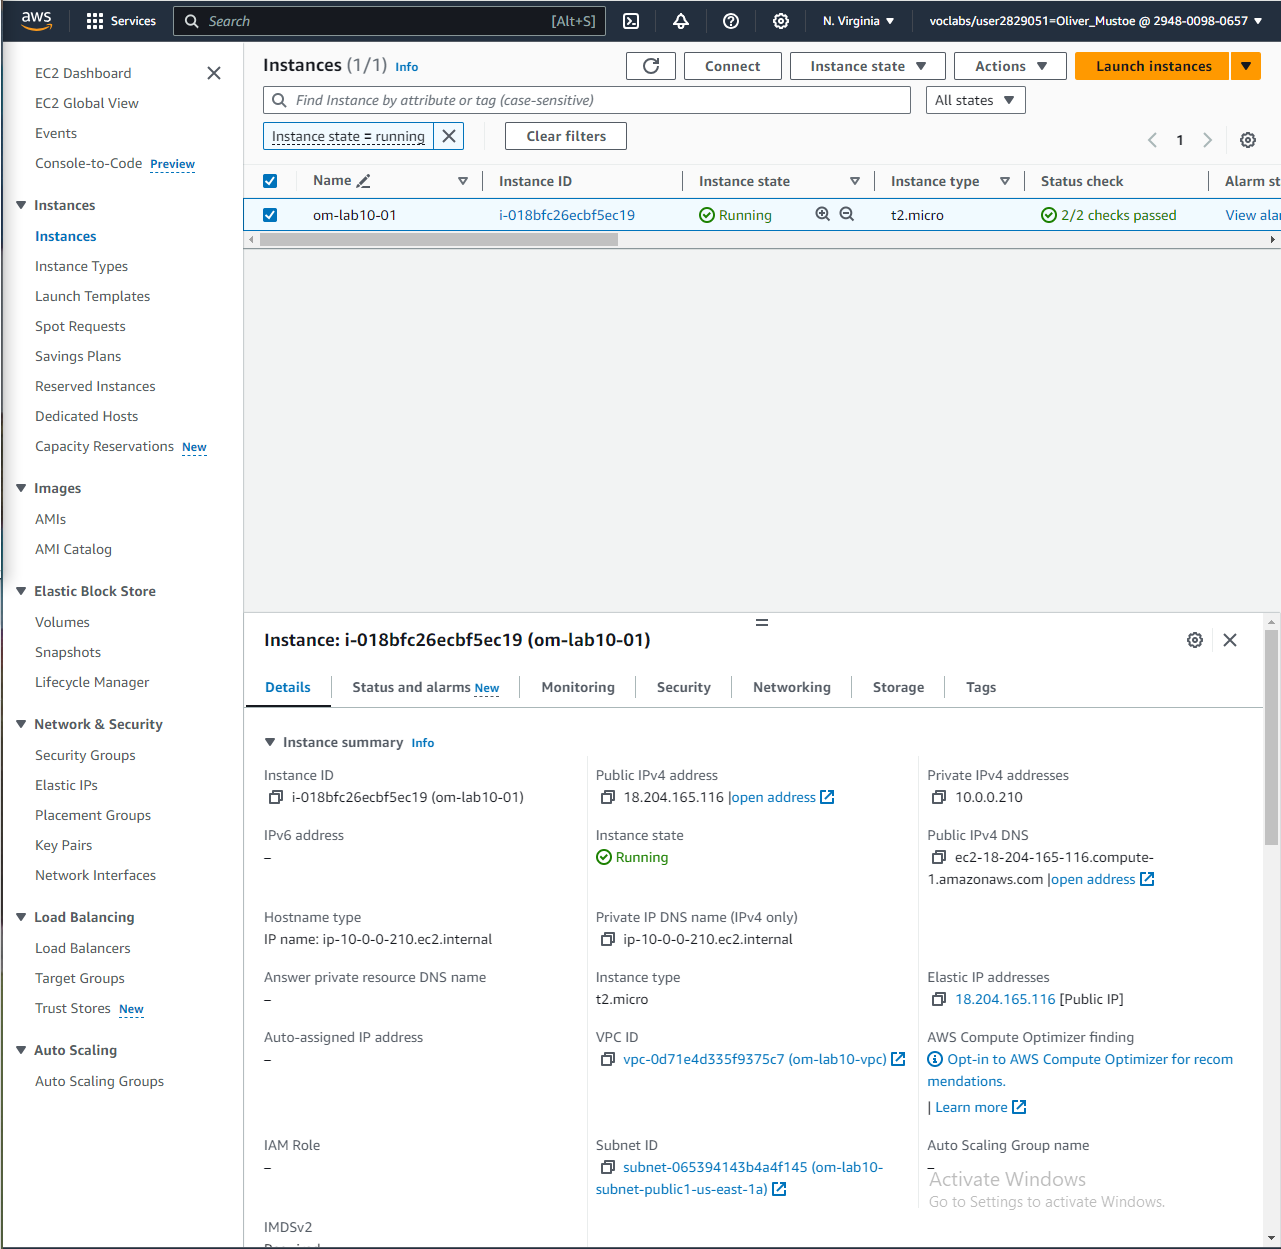 aws Services Search [Alt+S] N. Virginia voclabs/user2829051=Oliver_Mustoe @ 2948-0098-0657
EC2 Dashboard
EC2 Global View
Events
Console-to-Code Preview
Instances
Instances
Instance Types
Launch Templates
Spot Requests
Savings Plans
Reserved Instances
Dedicated Hosts
Capacity Reservations New
Images
AMIs
AMI Catalog
Elastic Block Store
Volumes
Snapshots
Lifecycle Manager
Network & Security
Security Groups
Elastic IPs
Placement Groups
Key Pairs
Network Interfaces
Load Balancing
Load Balancers
Target Groups
Trust Stores New
Auto Scaling
Auto Scaling Groups
Instances (1/1) Info Connect Instance state Actions Launch instances
Find Instance by attribute or tag (case-sensitive) All states
Instance state = running Clear filters 1
Name Instance ID Instance state Instance type Status check Alarm st
om-lab10-01 i-018bfc26ecbf5ec19 Running t2.micro 2/2 checks passed View alar
Instance: i-018bfc26ecbf5ec19 (om-lab10-01)
Details Status and alarms New Monitoring Security Networking Storage Tags
Instance summary Info
Instance ID
i-018bfc26ecbf5ec19 (om-lab10-01)
Public IPv4 address
18.204.165.116 |open address
Private IPv4 addresses
10.0.0.210
IPv6 address
–
Instance state
Running
Public IPv4 DNS
ec2-18-204-165-116.compute-
1.amazonaws.com |open address
Hostname type
IP name: ip-10-0-0-210.ec2.internal
Private IP DNS name (IPv4 only)
ip-10-0-0-210.ec2.internal
Answer private resource DNS name
–
Instance type
t2.micro
Elastic IP addresses
18.204.165.116 [Public IP]
Auto-assigned IP address
–
VPC ID
vpc-0d71e4d335f9375c7 (om-lab10-vpc)
AWS Compute Optimizer finding
Opt-in to AWS Compute Optimizer for recom
mendations.
| Learn more
IAM Role
–
Subnet ID
subnet-065394143b4a4f145 (om-lab10-
subnet-public1-us-east-1a)
Auto Scaling Group name
–
Activate Windows
Go to Settings to activate Windows.
IMDSv2